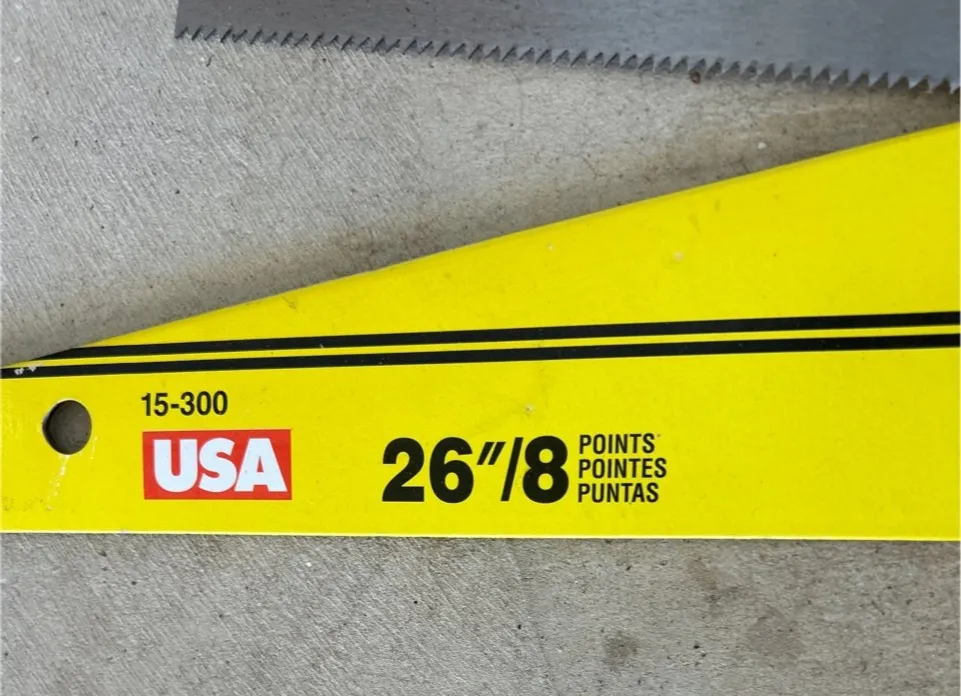 15-300
USA
26"/8 POINTS
POINTES
PUNTAS